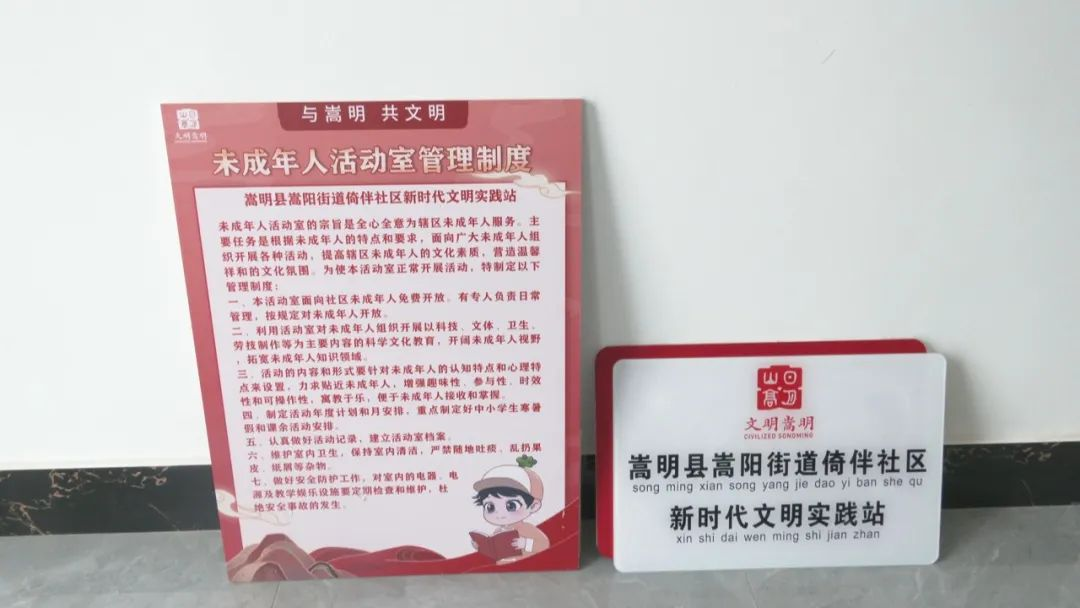 与嵩明 共文明
文明嵩明
未成年人活动室管理制度
嵩明县嵩阳街道倚伴社区新时代文明实践站
未成年人活动室的宗旨是全心全意为辖区未成年人服务。主
要任务是根据未成年人的特点和要求，面向广大未成年人组
织开展各种活动，提高辖区未成年人的文化素质，营造温馨
祥和的文化氛围。为使本活动室正常开展活动，特制定以下
管理制度：
一、本活动室面向社区未成年人免费开放。有专人负责日常
管理，按规定对未成年人开放。
二、利用活动室对未成年人组织开展以科技、文体、卫生、
劳技制作等为主要内容的科学文化教育，开阔未成年人视野
，拓宽未成年人知识领域。
三、活动的内容和形式要针对未成年人的认知特点和心理特
点来设置，力求贴近未成年人，增强趣味性、参与性、时效
性和可操作性，寓教于乐，便于未成年人接收和掌握。
四、制定活动年度计划和月安排，重点制定好中小学生寒暑
假和课余活动安排。
五、认真做好活动记录，建立活动室档案。
六、维护室内卫生，保持室内清洁，严禁随地吐痰、乱扔果
皮、纸屑等杂物。
七、做好安全防护工作，对室内的电器、电
源及教学娱乐设施要定期检查和维护，杜
绝安全事故的发生。
文明嵩明
CIVILIZED SONGMING
嵩明县嵩阳街道倚伴社区
song ming xian song yang jie dao yi ban she qu
新时代文明实践站
xin shi dai wen ming shi jian zhan